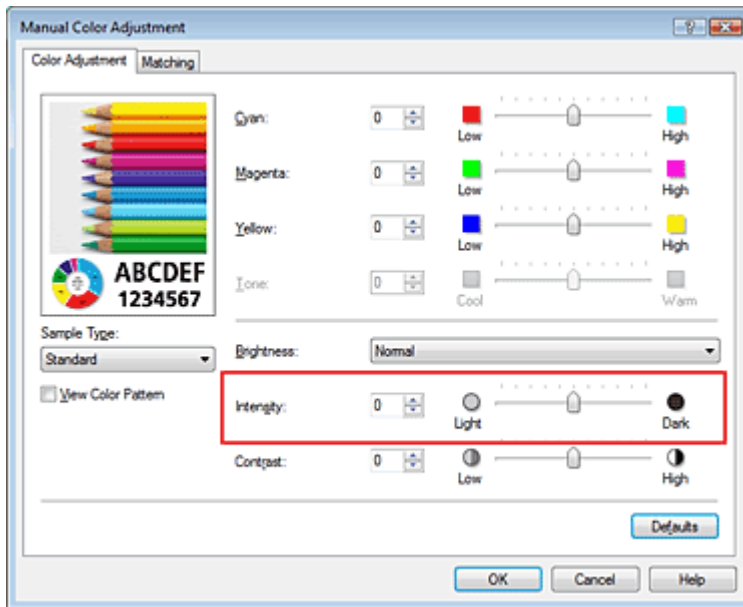 Manual Color Adjustment
Color Adjustment Matching
Cyan: 0 Low High
Magenta: 0 Low High
Yellow: 0 Low High
Tone: 0 Cool Warm
ABCDEF
1234567
Sample Type:
Standard
View Color Pattern
Brightness: Normal
Intensity: 0 Light Dark
Contrast: 0 Low High
Defaults
OK Cancel Help